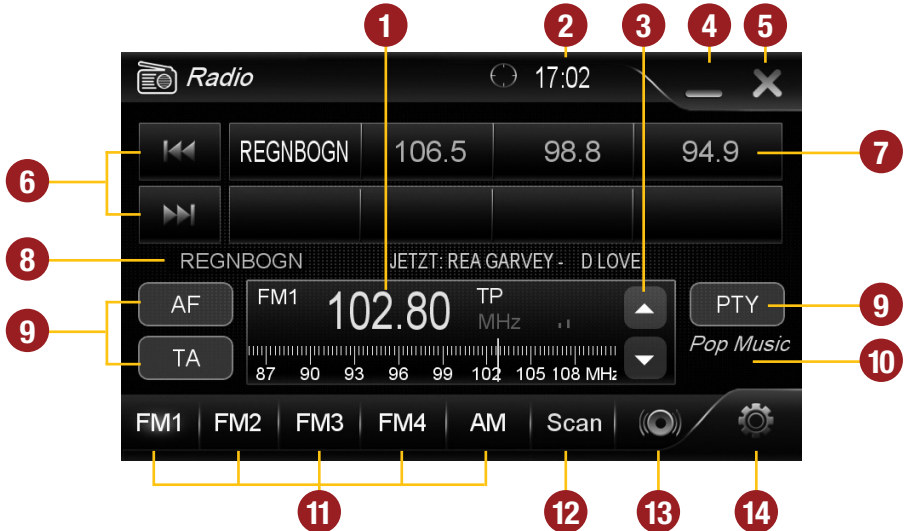 1 2 3 4 5
Radio 17:02
REGNBOGN 106.5 98.8 94.9 7
6
8 REGNBOGN JETZT: REA GARVEY - D LOVE
AF FM1 102.80 TP MHz PTY 9
9
TA 87 90 93 96 99 102 105 108 MHz Pop Music 10
FM1 FM2 FM3 FM4 AM Scan
11 12 13 14